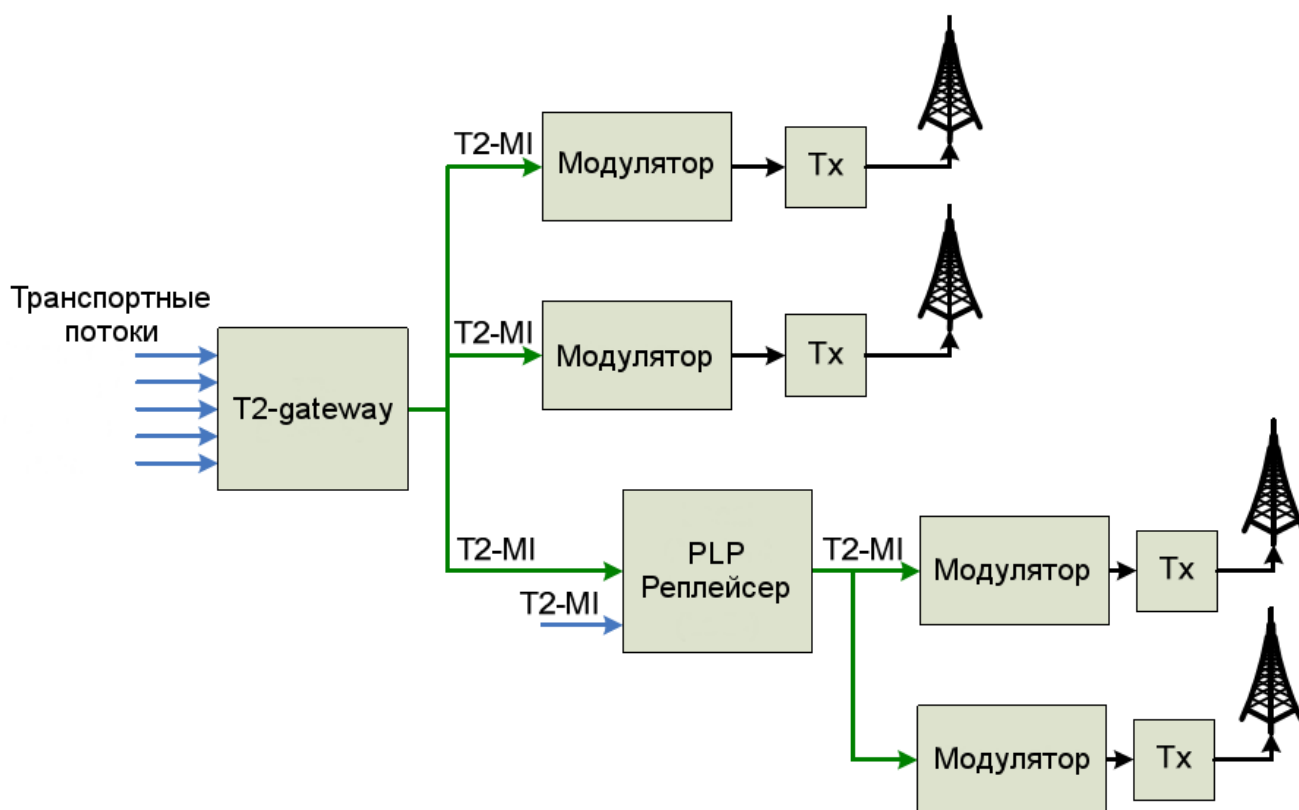 T2-MI
Модулятор
Tx
T2-MI
Модулятор
Tx
Транспортные
потоки
T2-gateway
T2-MI
T2-MI
PLP
Реплейсер
T2-MI
Модулятор
Tx
Модулятор
Tx